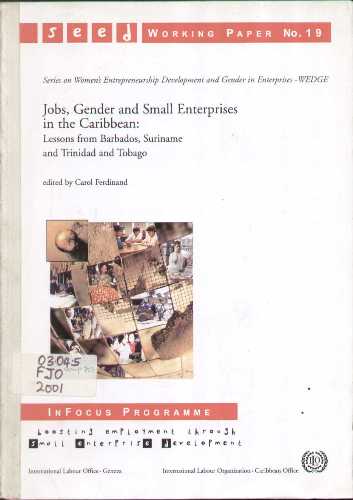 seed WORKING PAPER No. 19
Series on Women's Entrepreneurship Development and Gender in Enterprises - WEDGE
Jobs, Gender and Small Enterprises
in the Caribbean:
Lessons from Barbados, Suriname
and Trinidad and Tobago
edited by Carol Ferdinand
03.04.5
FJO
2001
INFOCUS PROGRAMME
boosting employment through
small enterprise development
International Labour Office - Geneva
International Labour Organization - Caribbean Office
ILO